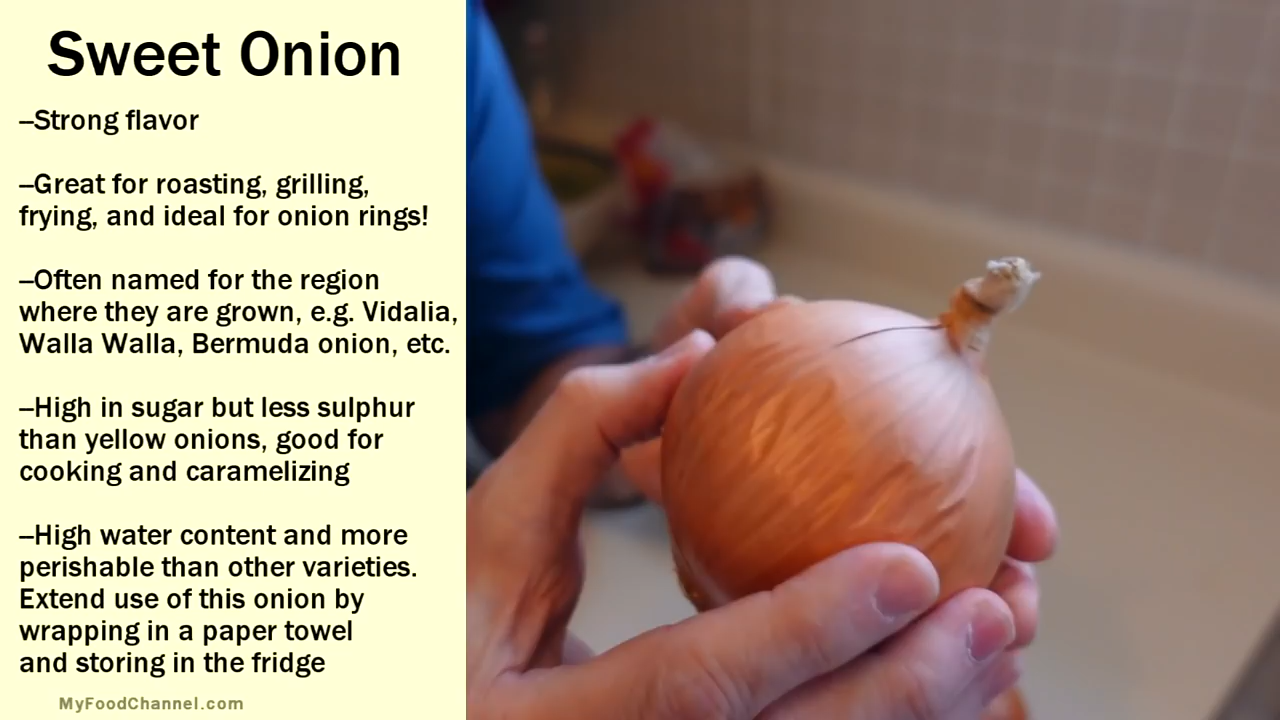 Sweet Onion
–Strong flavor
–Great for roasting, grilling,
frying, and ideal for onion rings!
–Often named for the region
where they are grown, e.g. Vidalia,
Walla Walla, Bermuda onion, etc.
–High in sugar but less sulphur
than yellow onions, good for
cooking and caramelizing
–High water content and more
perishable than other varieties.
Extend use of this onion by
wrapping in a paper towel
and storing in the fridge
MyFoodChannel.com